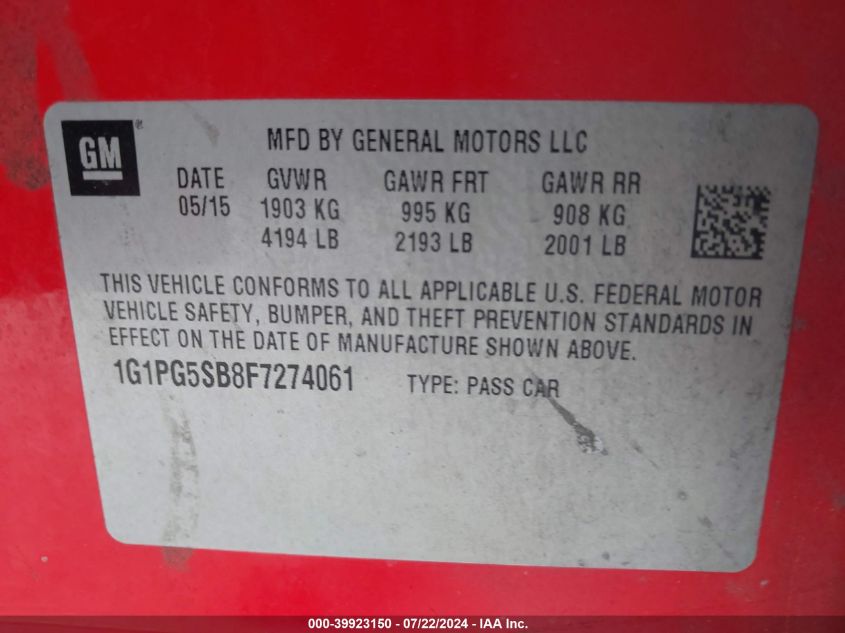 GM®
MFD BY GENERAL MOTORS LLC
DATE GVWR GAWR FRT GAWR RR
05/15 1903 KG 995 KG 908 KG
4194 LB 2193 LB 2001 LB
THIS VEHICLE CONFORMS TO ALL APPLICABLE U.S. FEDERAL MOTOR
VEHICLE SAFETY, BUMPER, AND THEFT PREVENTION STANDARDS IN
EFFECT ON THE DATE OF MANUFACTURE SHOWN ABOVE.
1G1PG5SB8F7274061 TYPE: PASS CAR
000-39923150 - 07/22/2024 - IAA Inc.